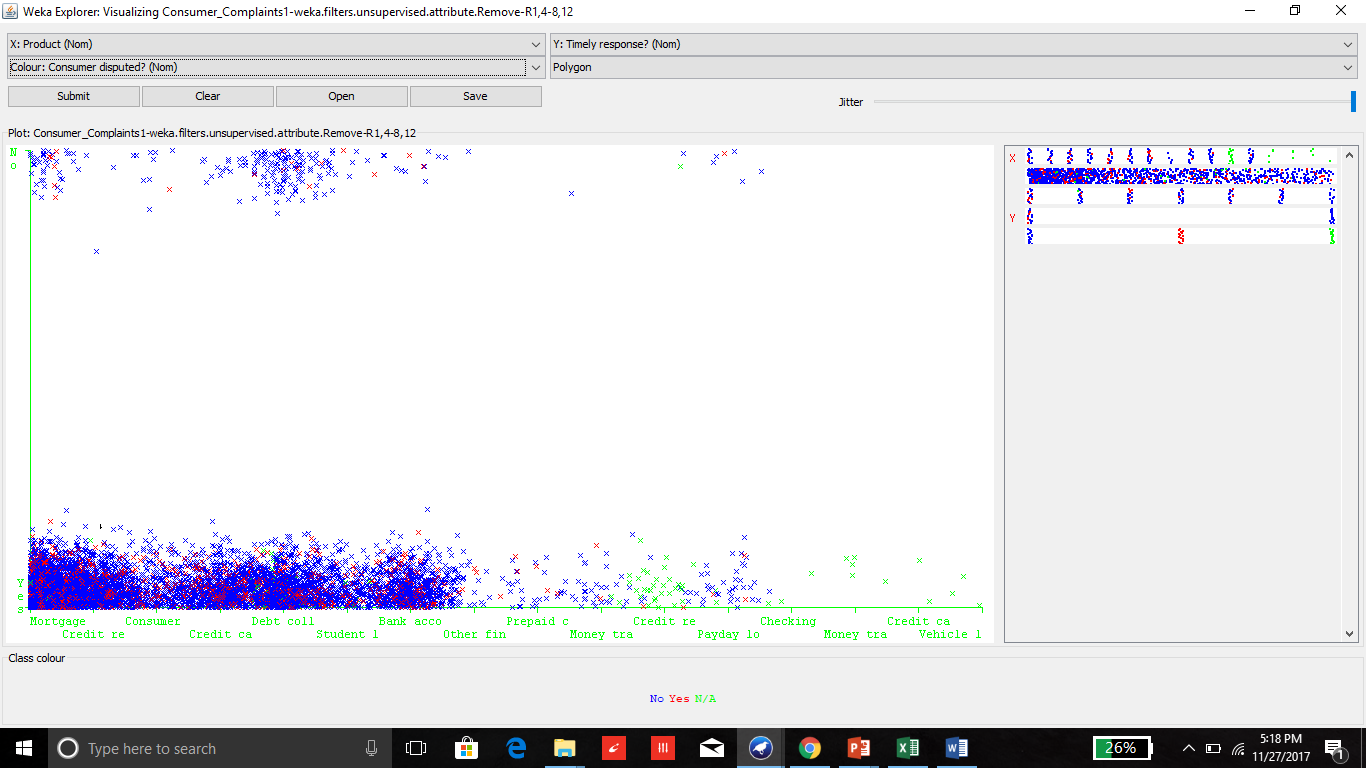 Weka Explorer: Visualizing Consumer_Complaints1-weka.filters.unsupervised.attribute.Remove-R1,4-8,12
X: Product (Nom)
Y: Timely response? (Nom)
Colour: Consumer disputed? (Nom)
Polygon
Submit
Clear
Open
Save
Jitter
Plot: Consumer_Complaints1-weka.filters.unsupervised.attribute.Remove-R1,4-8,12
No
Yes
X
Y
Mortgage
Consumer
Debt coll
Bank acco
Prepaid c
Credit re
Checking
Credit ca
Credit re
Credit ca
Student l
Other fin
Money tra
Payday lo
Money tra
Vehicle l
Class colour
No Yes N/A
Type here to search
26%
5:18 PM
11/27/2017
1